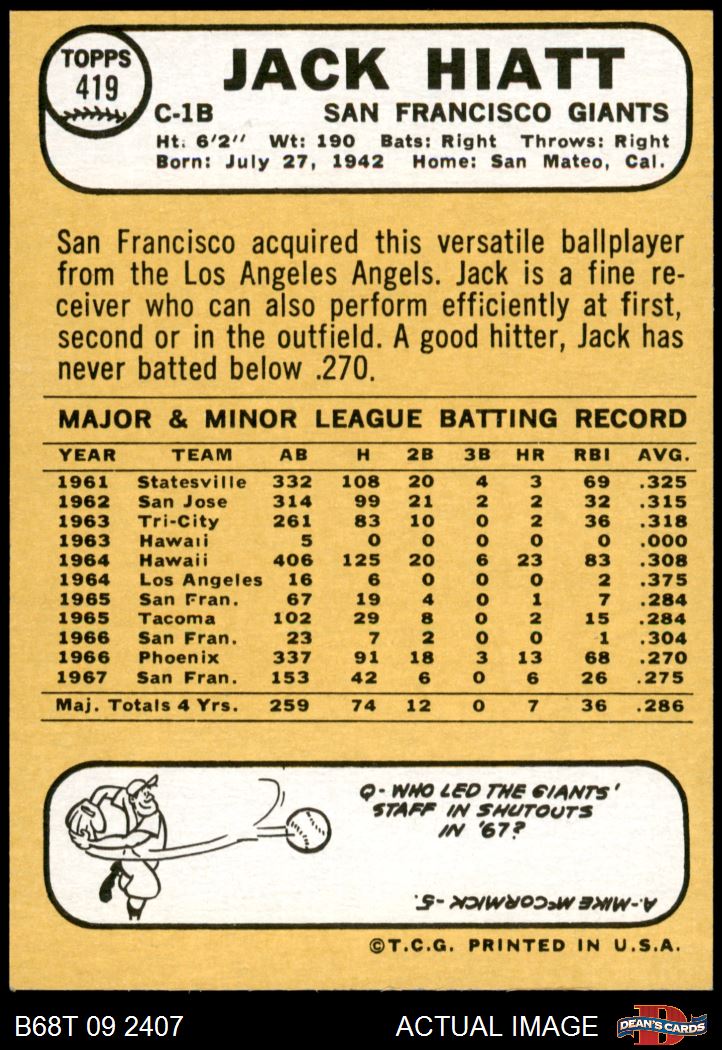 TOPPS
419
JACK HIATT
C-1B SAN FRANCISCO GIANTS
Ht: 6'2" Wt: 190 Bats: Right Throws: Right
Born: July 27, 1942 Home: San Mateo, Cal.
San Francisco acquired this versatile ballplayer
from the Los Angeles Angels. Jack is a fine re-
ceiver who can also perform efficiently at first,
second or in the outfield. A good hitter, Jack has
never batted below .270.
MAJOR & MINOR LEAGUE BATTING RECORD
YEAR TEAM AB H 2B 3B HR RBI AVG.
1961 Statesville 332 108 20 4 3 69 .325
1962 San Jose 314 99 21 2 2 32 .315
1963 Tri-City 261 83 10 0 2 36 .318
1963 Hawaii 5 0 0 0 0 0 .000
1964 Hawaii 406 125 20 6 23 83 .308
1964 Los Angeles 16 6 0 0 0 2 .375
1965 San Fran. 67 19 4 0 1 7 .284
1965 Tacoma 102 29 8 0 2 15 .284
1966 San Fran. 23 7 2 0 0 1 .304
1966 Phoenix 337 91 18 3 13 68 .270
1967 San Fran. 153 42 6 0 6 26 .275
Maj. Totals 4 Yrs. 259 74 12 0 7 36 .286
Q- WHO LED THE GIANTS'
STAFF IN SHUTOUTS
IN '67?
A-MIKE McCORMICK-5.
©T.C.G. PRINTED IN U.S.A.
B68T 09 2407 ACTUAL IMAGE DEAN'S CARDS